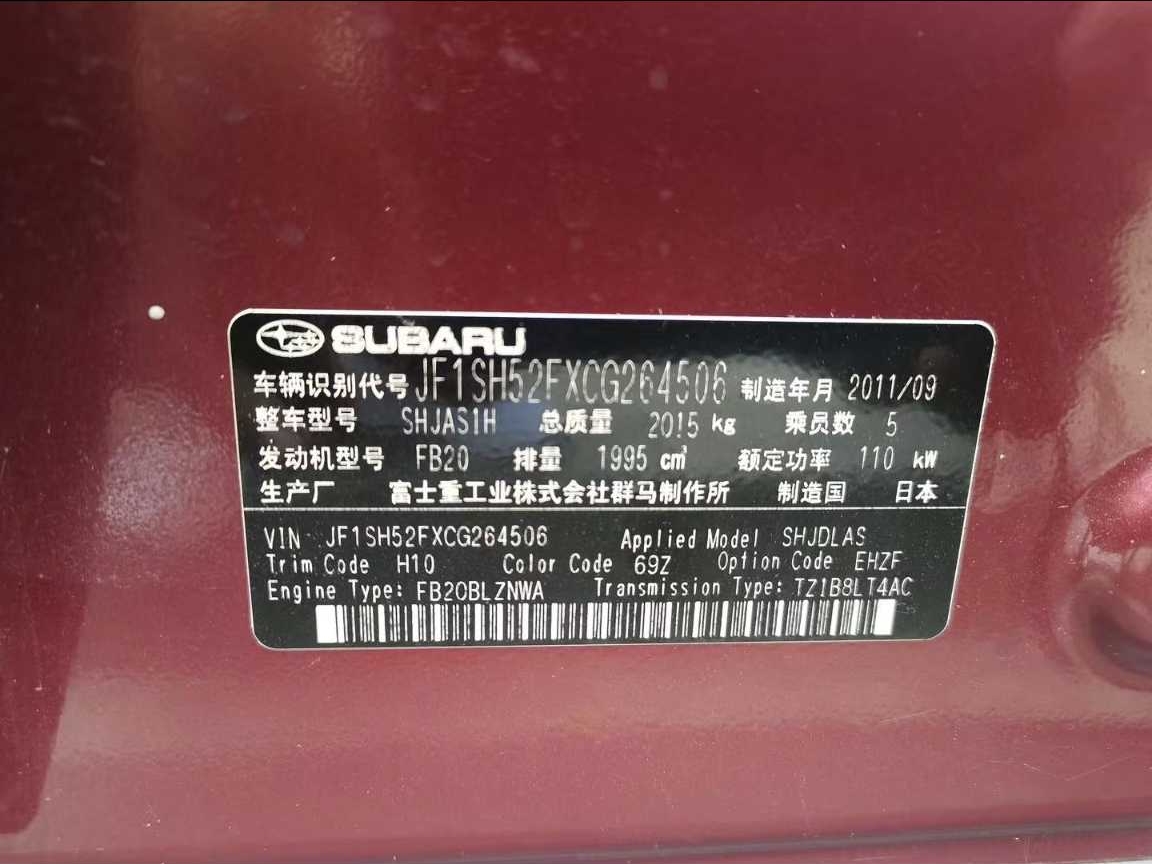 SUBARU
车辆识别代号 JF1SH52FXCG264506 制造年月 2011/09
整车型号 SHJAS1H 总质量 2015 kg 乘员数 5
发动机型号 FB20 排量 1995 cm³ 额定功率 110 kW
生产厂 富士重工业株式会社群马制作所 制造国 日本
VIN JF1SH52FXCG264506 Applied Model SHJDLAS
Trim Code H10 Color Code 69Z Option Code EHZF
Engine Type: FB20BLZNWA Transmission Type: TZ1B8LT4AC